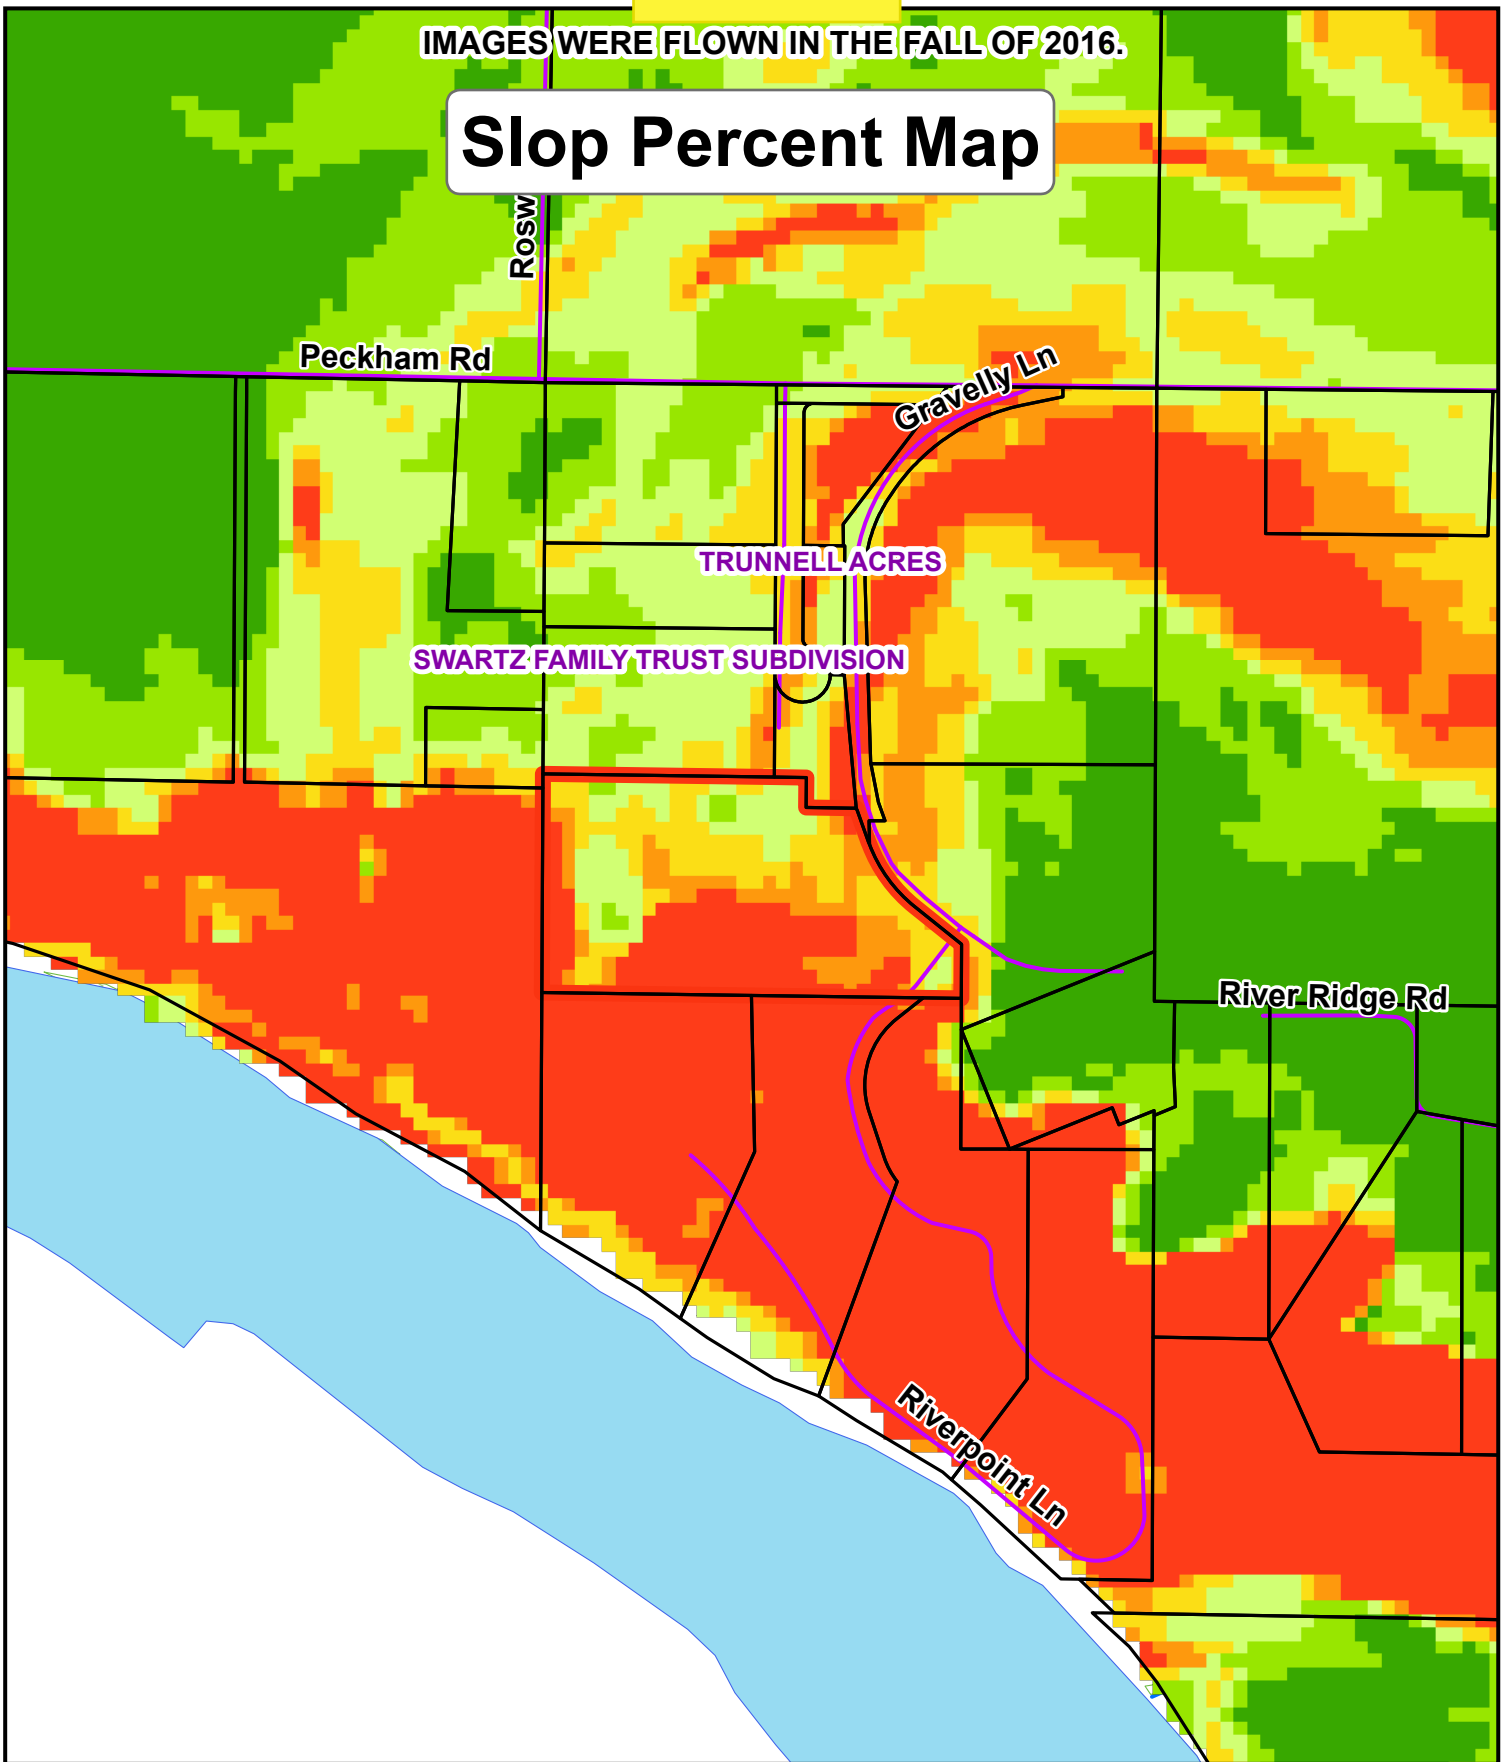 IMAGES WERE FLOWN IN THE FALL OF 2016.
Slop Percent Map
Rosw
Peckham Rd
Gravelly Ln
TRUNNELL ACRES
SWARTZ FAMILY TRUST SUBDIVISION
River Ridge Rd
Riverpoint Ln